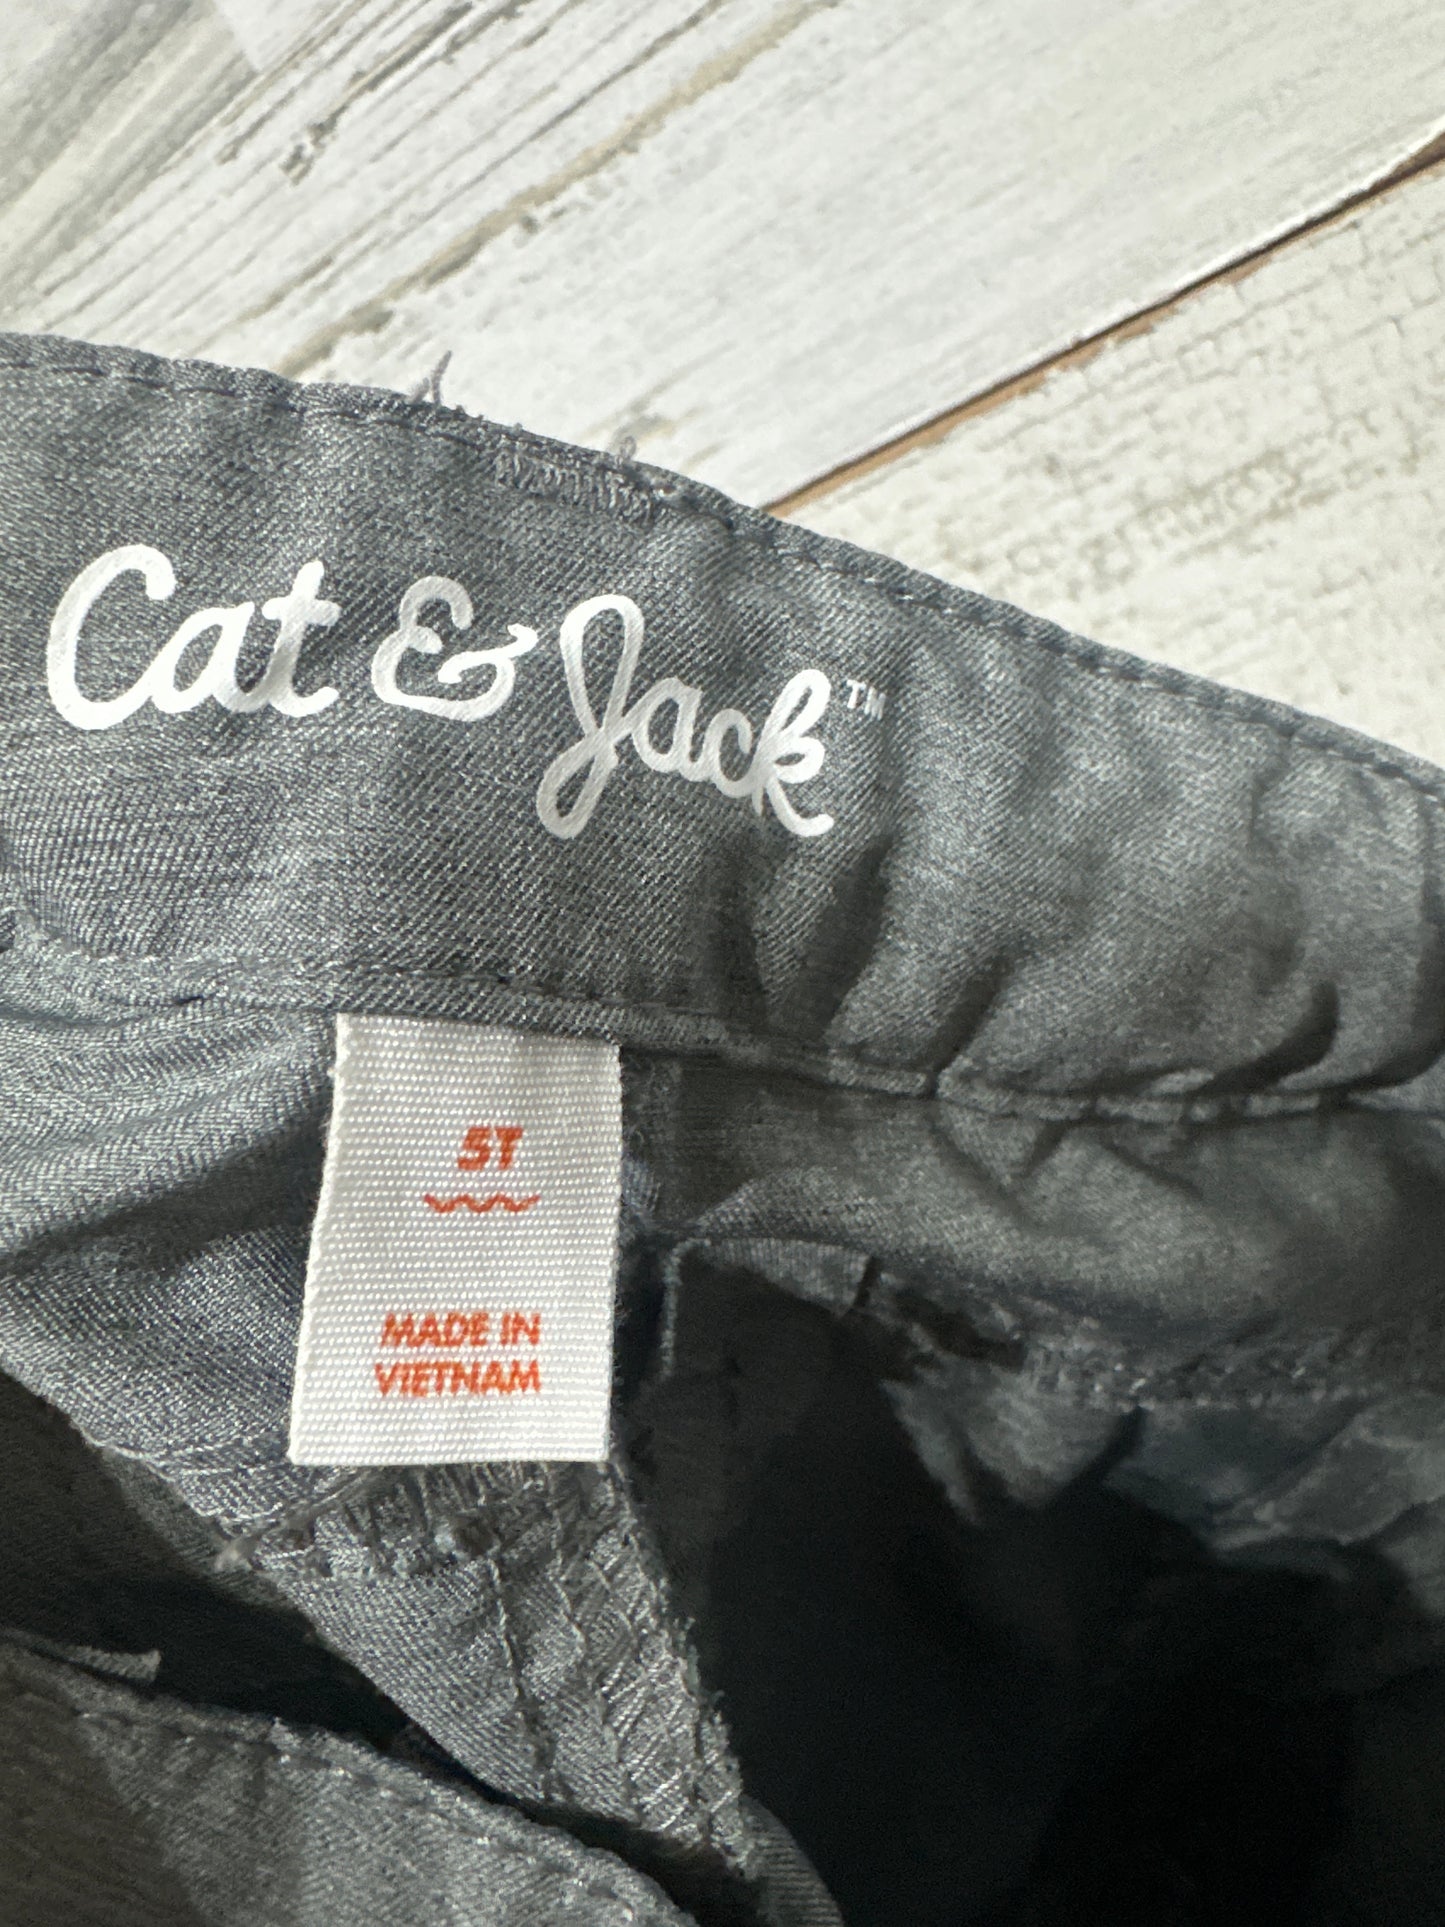 Cat & Jack™
5T
MADE IN
VIETNAM